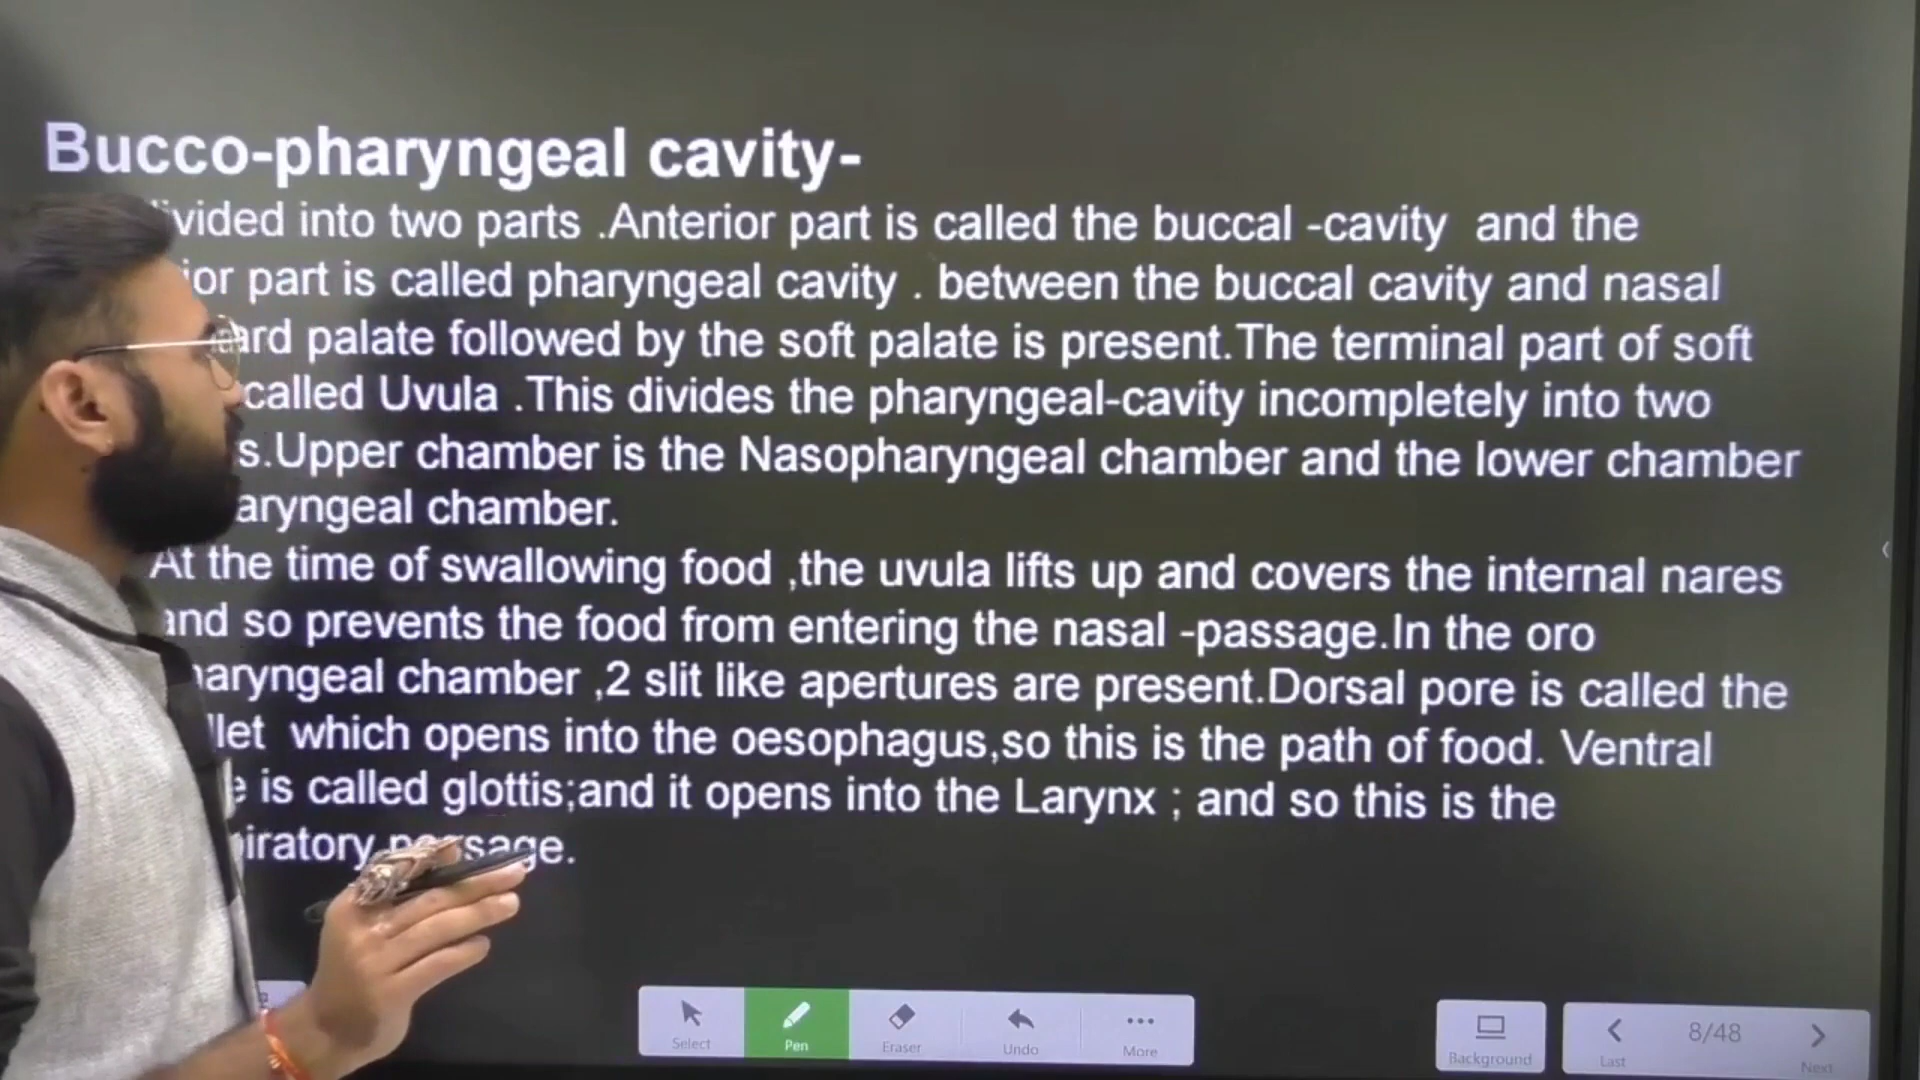 Bucco-pharyngeal cavity-
ivided into two parts .Anterior part is called the buccal -cavity and the
ior part is called pharyngeal cavity . between the buccal cavity and nasal
ard palate followed by the soft palate is present.The terminal part of soft
called Uvula .This divides the pharyngeal-cavity incompletely into two
s.Upper chamber is the Nasopharyngeal chamber and the lower chamber
aryngeal chamber.
At the time of swallowing food ,the uvula lifts up and covers the internal nares
and so prevents the food from entering the nasal -passage.In the oro
haryngeal chamber ,2 slit like apertures are present.Dorsal pore is called the
llet which opens into the oesophagus,so this is the path of food. Ventral
e is called glottis;and it opens into the Larynx ; and so this is the
iratory passage.
Select Pen Eraser Undo More Background Last 8/48 Next